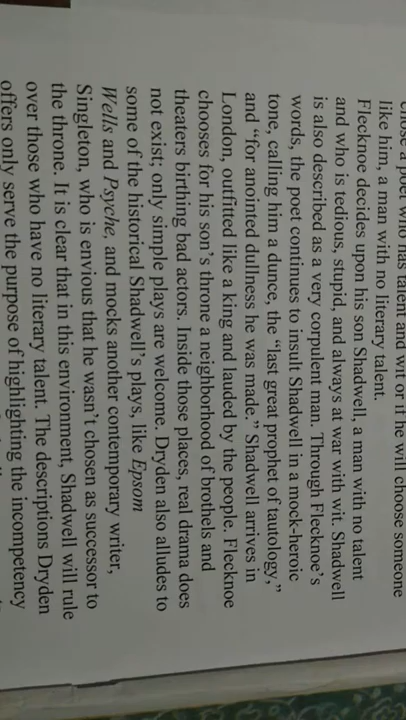 chose a poet who has talent and wit or if he will choose someone
like him, a man with no literary talent.
Flecknoe decides upon his son Shadwell, a man with no talent
and who is tedious, stupid, and always at war with wit. Shadwell
is also described as a very corpulent man. Through Flecknoe's
words, the poet continues to insult Shadwell in a mock-heroic
tone, calling him a dunce, the "last great prophet of tautology,"
and "for anointed dullness he was made." Shadwell arrives in
London, outfitted like a king and lauded by the people. Flecknoe
chooses for his son's throne a neighborhood of brothels and
theaters birthing bad actors. Inside those places, real drama does
not exist; only simple plays are welcome. Dryden also alludes to
some of the historical Shadwell's plays, like Epsom
Wells and Psyche, and mocks another contemporary writer,
Singleton, who is envious that he wasn't chosen as successor to
the throne. It is clear that in this environment, Shadwell will rule
over those who have no literary talent. The descriptions Dryden
offers only serve the purpose of highlighting the incompetency